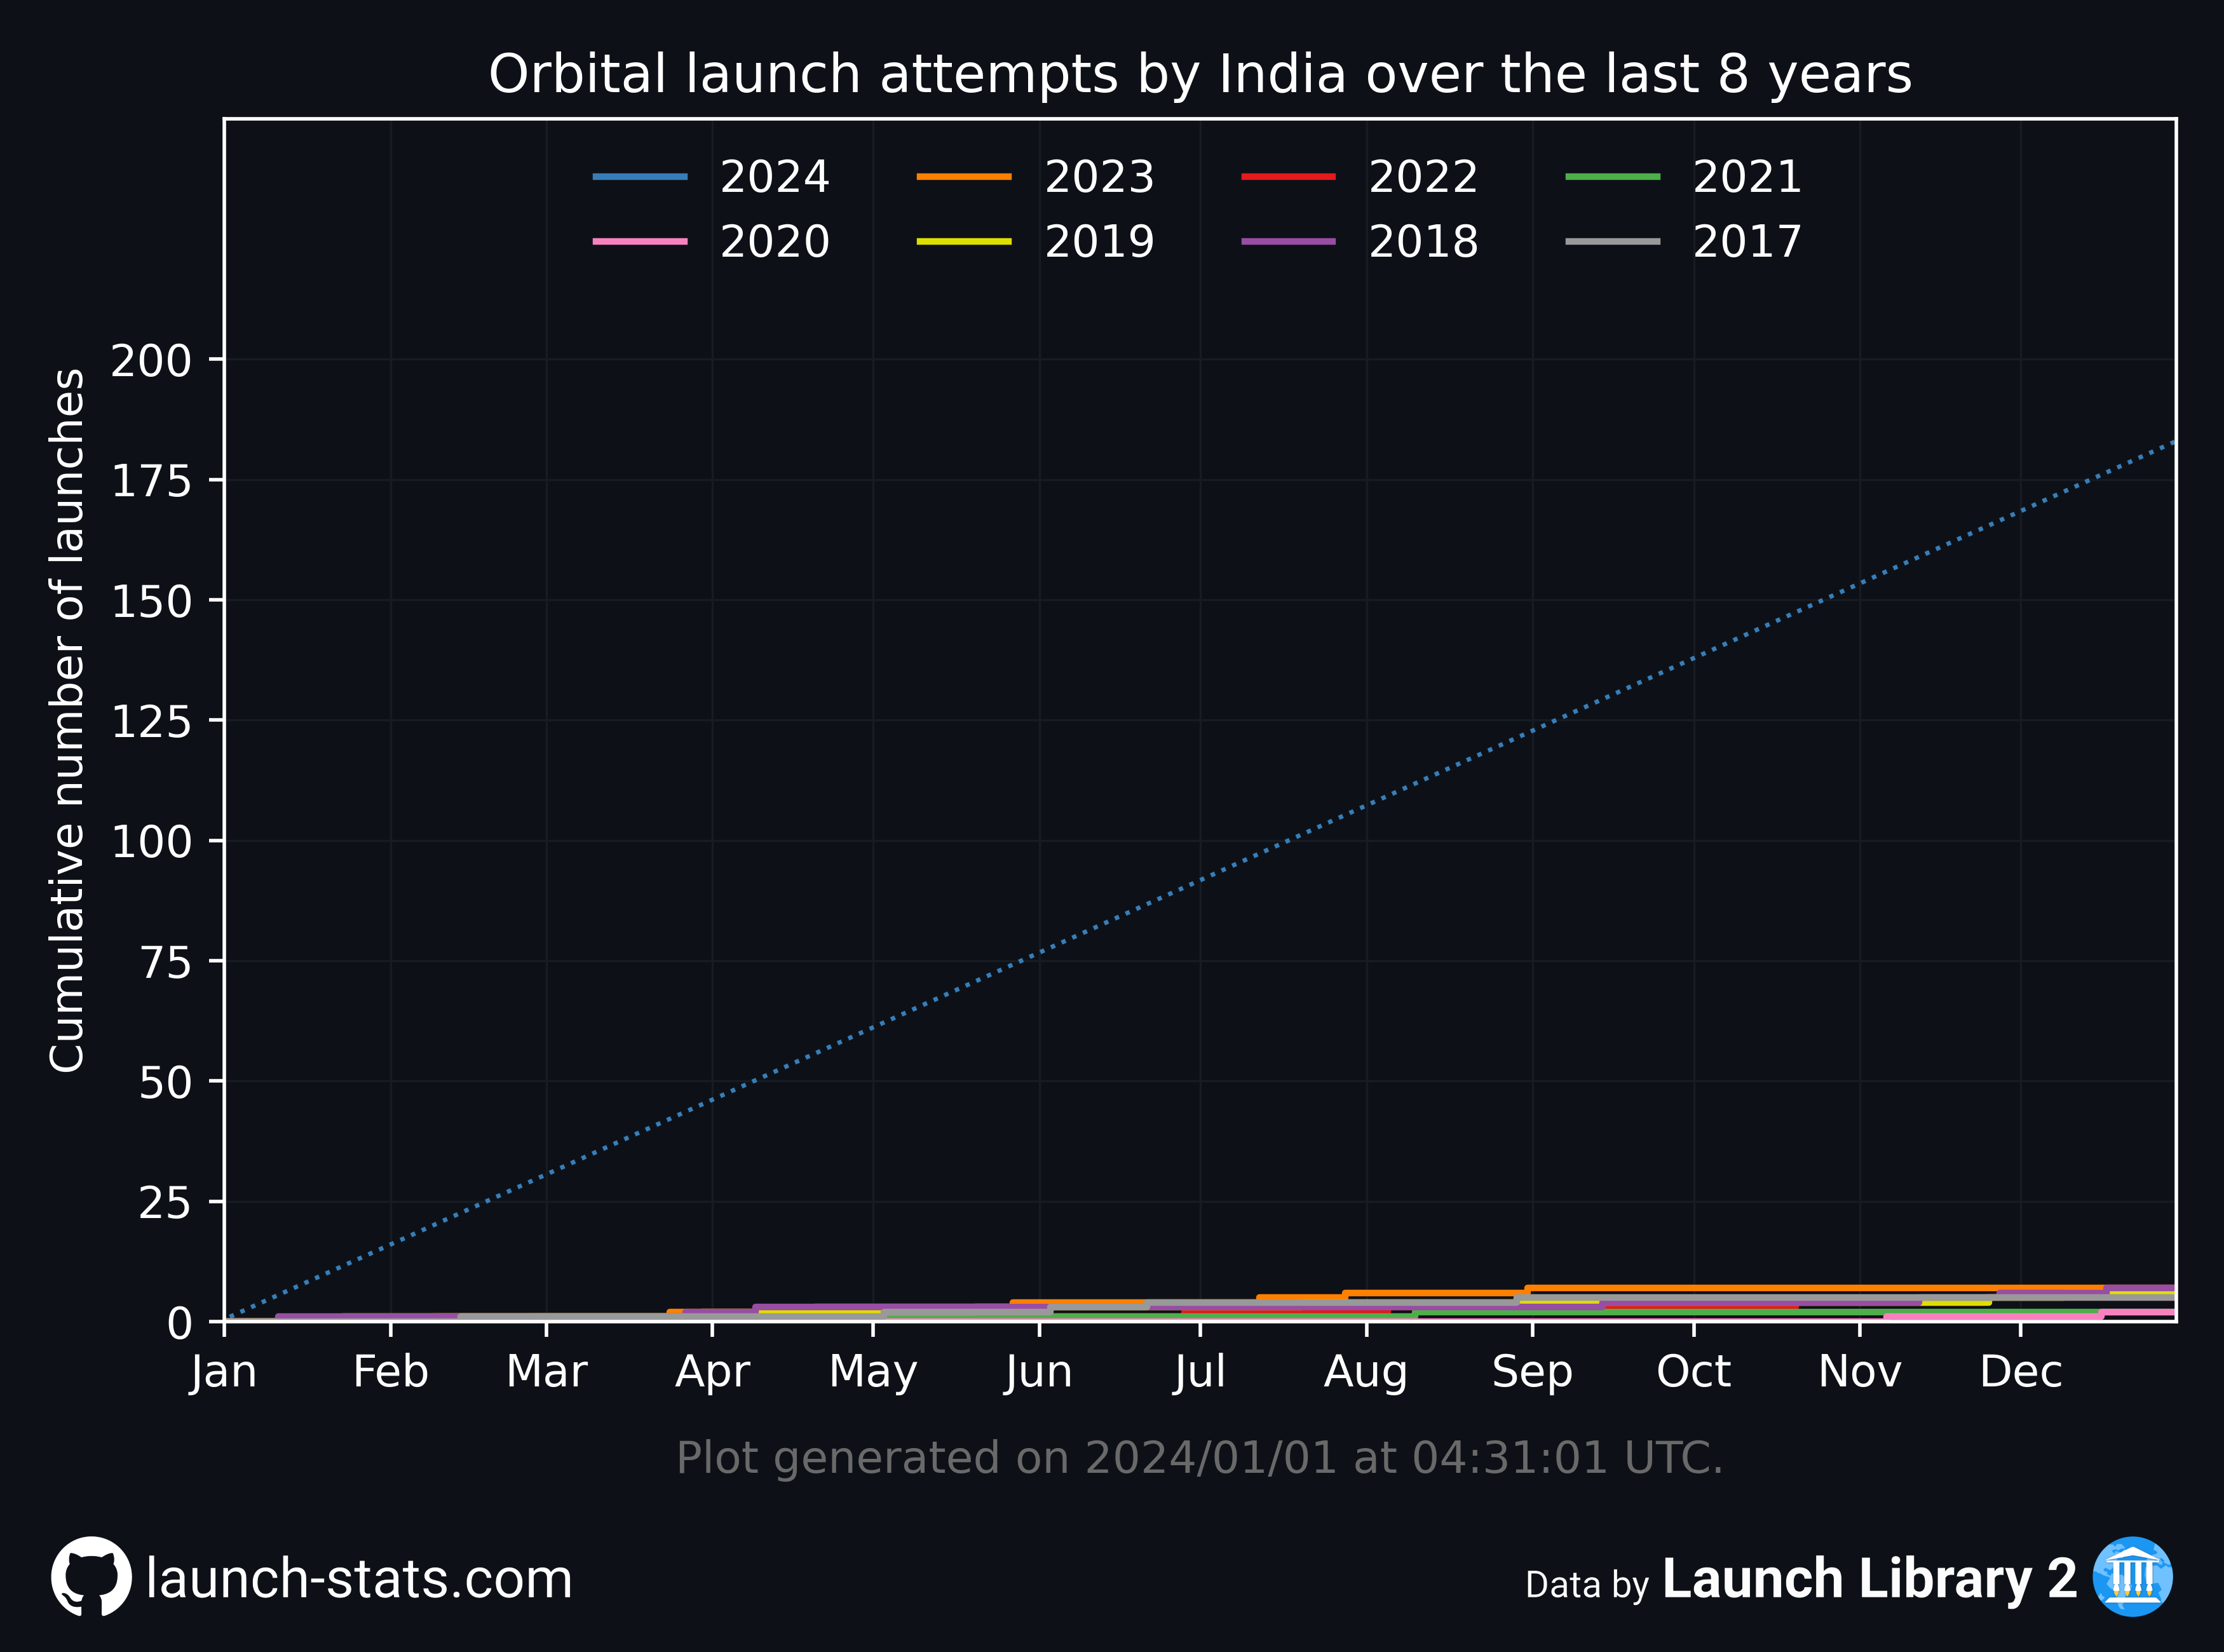 Orbital launch attempts by India over the last 8 years
2024 2023 2022 2021
2020 2019 2018 2017
Cumulative number of launches
200
175
150
125
100
75
50
25
0
Jan Feb Mar Apr May Jun Jul Aug Sep Oct Nov Dec
Plot generated on 2024/01/01 at 04:31:01 UTC.
launch-stats.com
Data by Launch Library 2